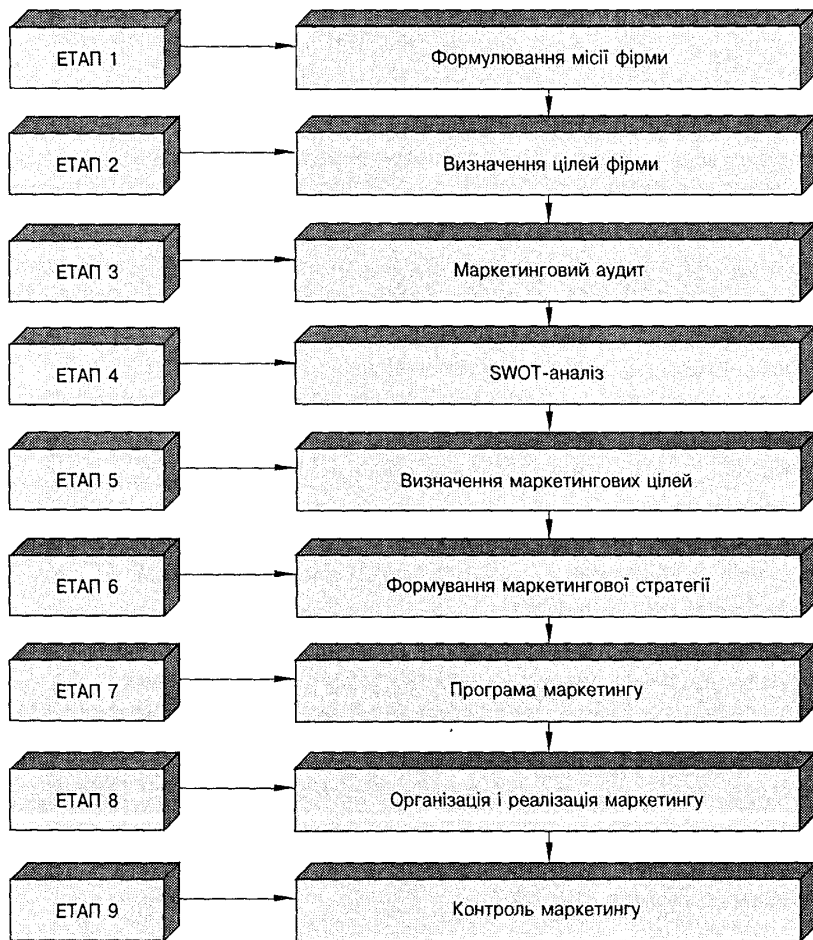 ЕТАП 1
Формулювання місії фірми
ЕТАП 2
Визначення цілей фірми
ЕТАП 3
Маркетинговий аудит
ЕТАП 4
SWOT-аналіз
ЕТАП 5
Визначення маркетингових цілей
ЕТАП 6
Формування маркетингової стратегії
ЕТАП 7
Програма маркетингу
ЕТАП 8
Організація і реалізація маркетингу
ЕТАП 9
Контроль маркетингу